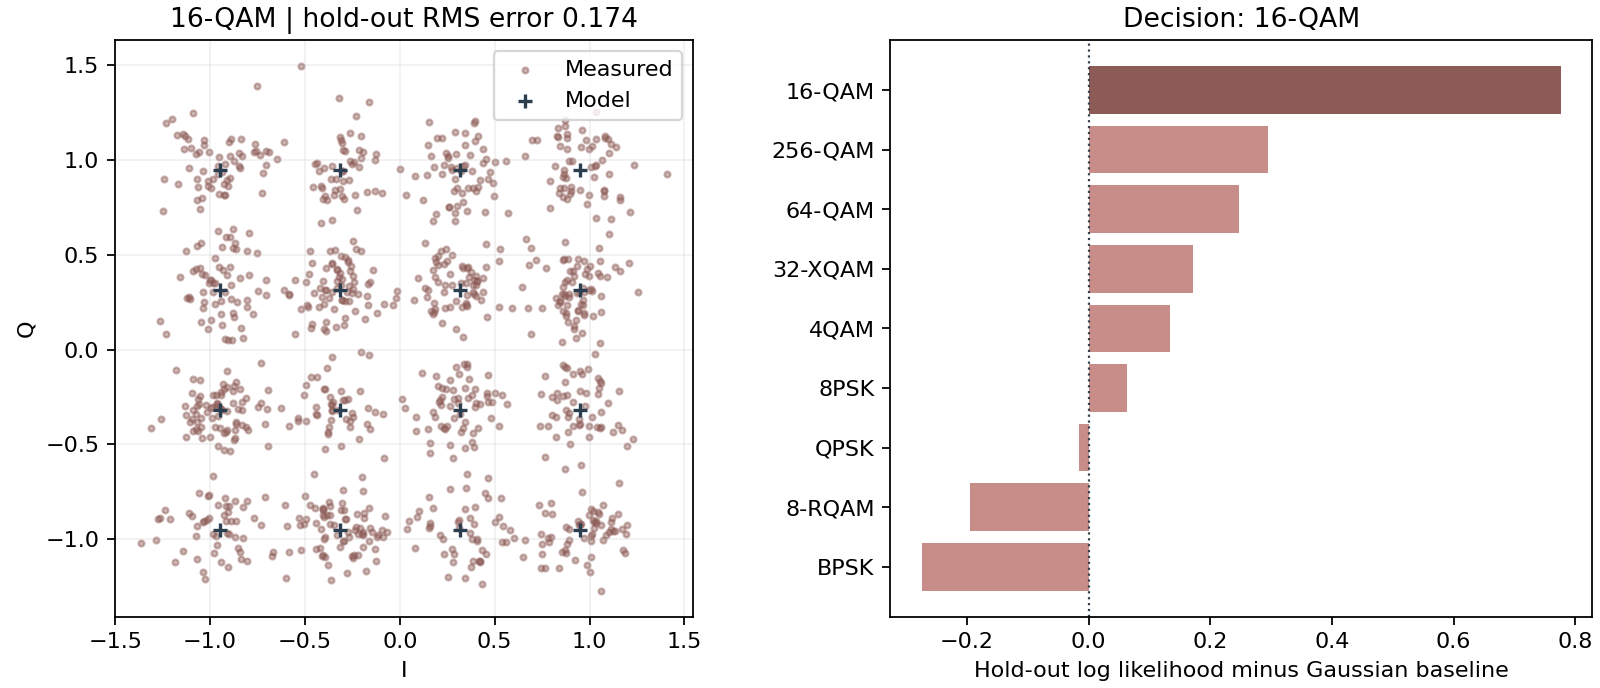 16-QAM | hold-out RMS error 0.174
Measured
Model
1.5
1.0
0.5
0.0
−0.5
−1.0
Q
−1.5
−1.0
−0.5
0.0
0.5
1.0
1.5
I
Decision: 16-QAM
16-QAM
256-QAM
64-QAM
32-XQAM
4QAM
8PSK
QPSK
8-RQAM
BPSK
−0.2
0.0
0.2
0.4
0.6
0.8
Hold-out log likelihood minus Gaussian baseline